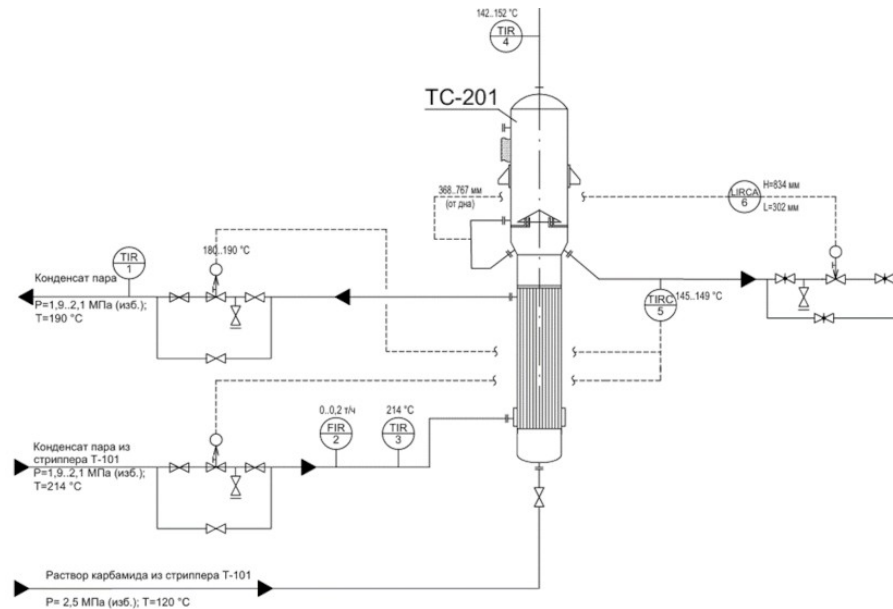 142..152 °C
TIR
4
TC-201
368..767 мм
(от дна)
LIRCA
6
H=834 мм
L=302 мм
TIR
1
180..190 °C
Конденсат пара
P=1,9..2,1 МПа (изб.);
T=190 °C
TIRC
5
145..149 °C
0..0,2 т/ч
FIR
2
214 °C
TIR
3
Конденсат пара из
стриппера Т-101
P=1,9..2,1 МПа (изб.);
T=214 °C
Раствор карбамида из стриппера Т-101
P= 2,5 МПа (изб.); T=120 °C